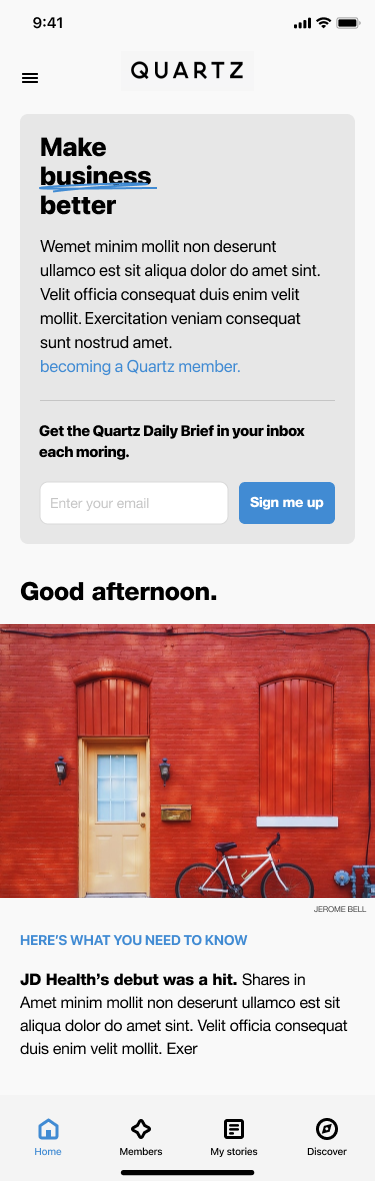 9:41
QUARTZ
Make
business
better
Wemet minim mollit non deserunt
ullamco est sit aliqua dolor do amet sint.
Velit officia consequat duis enim velit
mollit. Exercitation veniam consequat
sunt nostrud amet.
becoming a Quartz member.
Get the Quartz Daily Brief in your inbox
each moring.
Enter your email
Sign me up
Good afternoon.
JEROME BELL
HERE'S WHAT YOU NEED TO KNOW
JD Health's debut was a hit. Shares in
Amet minim mollit non deserunt ullamco est sit
aliqua dolor do amet sint. Velit officia consequat
duis enim velit mollit. Exer
Home
Members
My stories
Discover